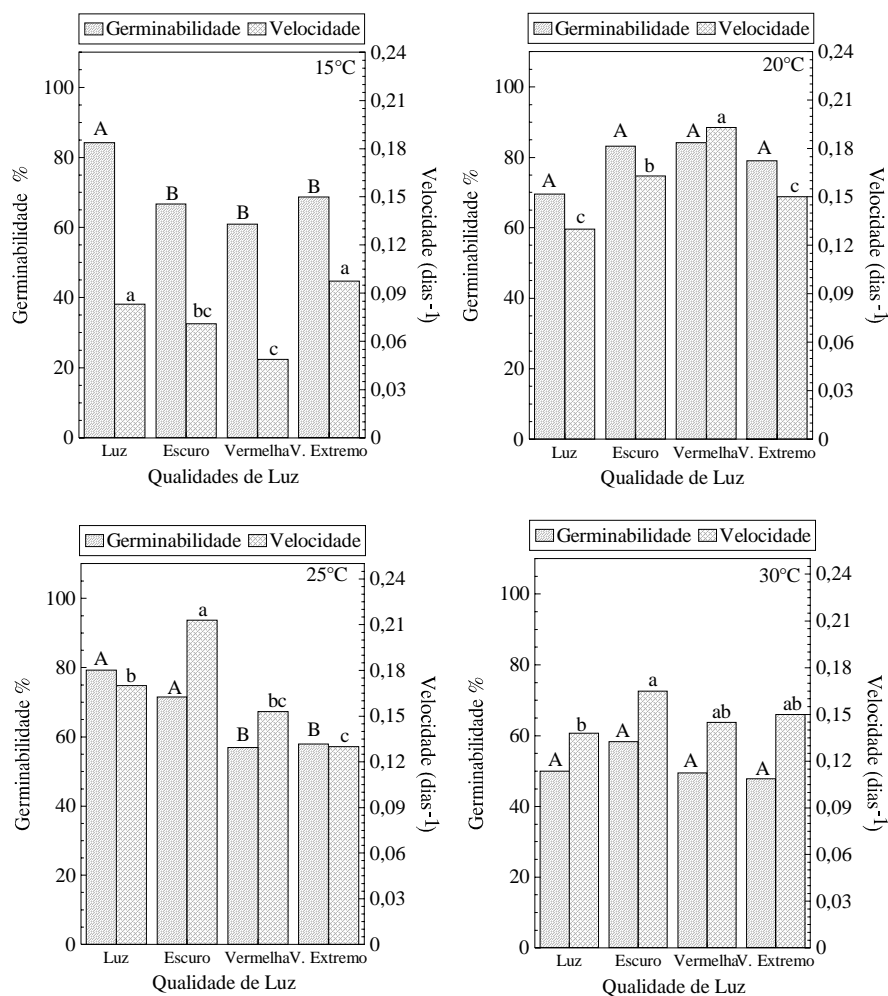 Germinabilidade Velocidade
15°C
Germinabilidade %
100
80
60
40
20
0
A
B
B
B
a
bc
c
a
0,24
0,21
0,18
0,15
0,12
0,09
0,06
0,03
0
Velocidade (dias-1)
Luz Escuro Vermelha V. Extremo
Qualidades de Luz
Germinabilidade Velocidade
20°C
Germinabilidade %
100
80
60
40
20
0
A
A
A
A
c
b
a
c
0,24
0,21
0,18
0,15
0,12
0,09
0,06
0,03
0
Velocidade (dias-1)
Luz Escuro VermelhaV. Extremo
Qualidade de Luz
Germinabilidade Velocidade
25°C
Germinabilidade %
100
80
60
40
20
0
A
A
B
B
b
a
bc
c
0,24
0,21
0,18
0,15
0,12
0,09
0,06
0,03
0
Velocidade (dias-1)
Luz Escuro VermelhaV. Extremo
Qualidade de Luz
Germinabilidade Velocidade
30°C
Germinabilidade %
100
80
60
40
20
0
A
A
A
A
b
a
ab
ab
0,24
0,21
0,18
0,15
0,12
0,09
0,06
0,03
0
Velocidade (dias-1)
Luz Escuro VermelhaV. Extremo
Qualidade de Luz